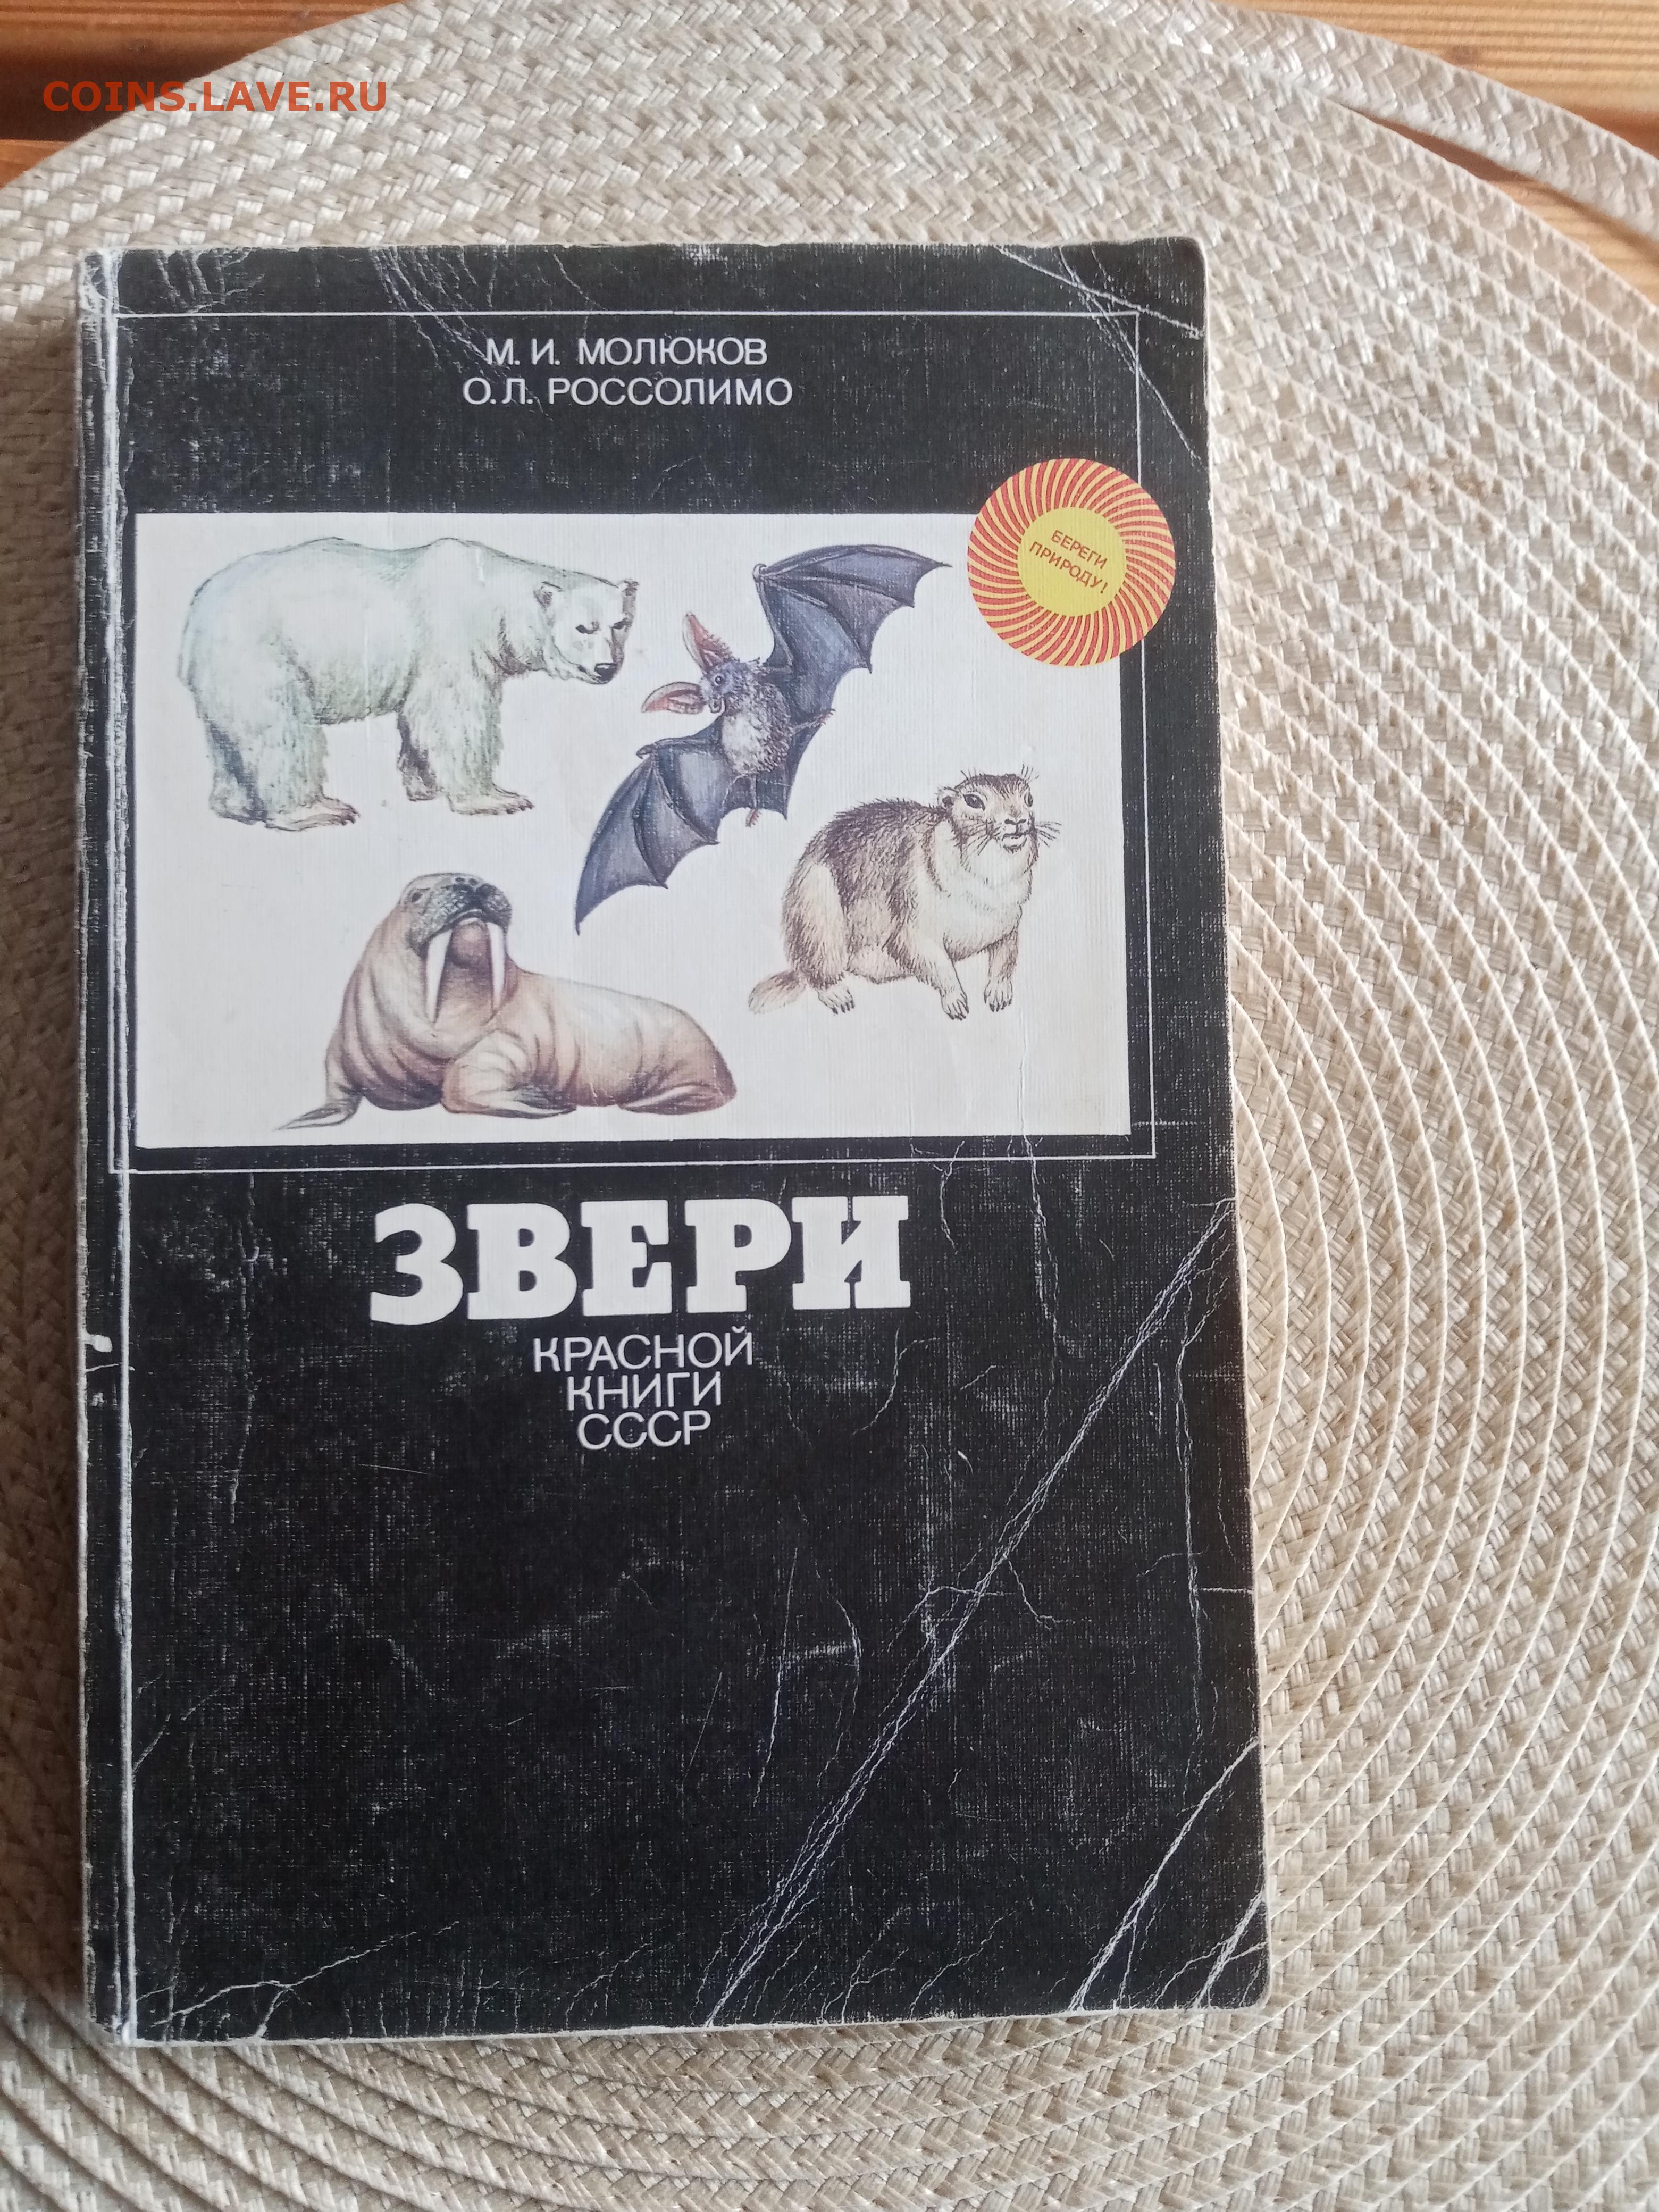 COINS.LAVE.RU
М. И. МОЛЮКОВ
О. Л. РОССОЛИМО
БЕРЕГИ
ПРИРОДУ!
ЗВЕРИ
КРАСНОЙ
КНИГИ
СССР